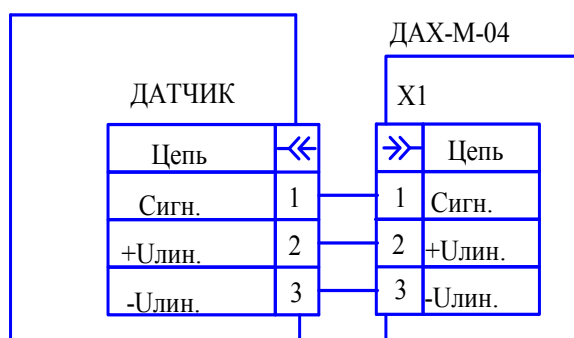 ДАХ-М-04
ДАТЧИК X1
Цепь Цепь
Сигн. 1 1 Сигн.
+Uлин. 2 2 +Uлин.
-Uлин. 3 3 -Uлин.